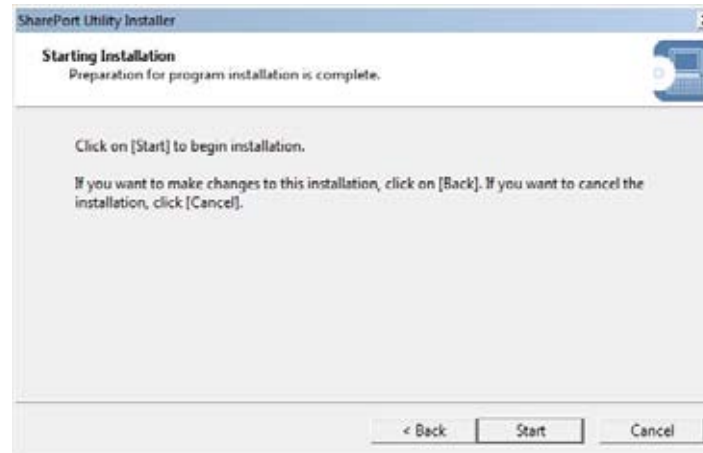 SharePort Utility Installer
Starting Installation
Preparation for program installation is complete.
Click on [Start] to begin installation.
If you want to make changes to this installation, click on [Back]. If you want to cancel the
installation, click [Cancel].
< Back Start Cancel